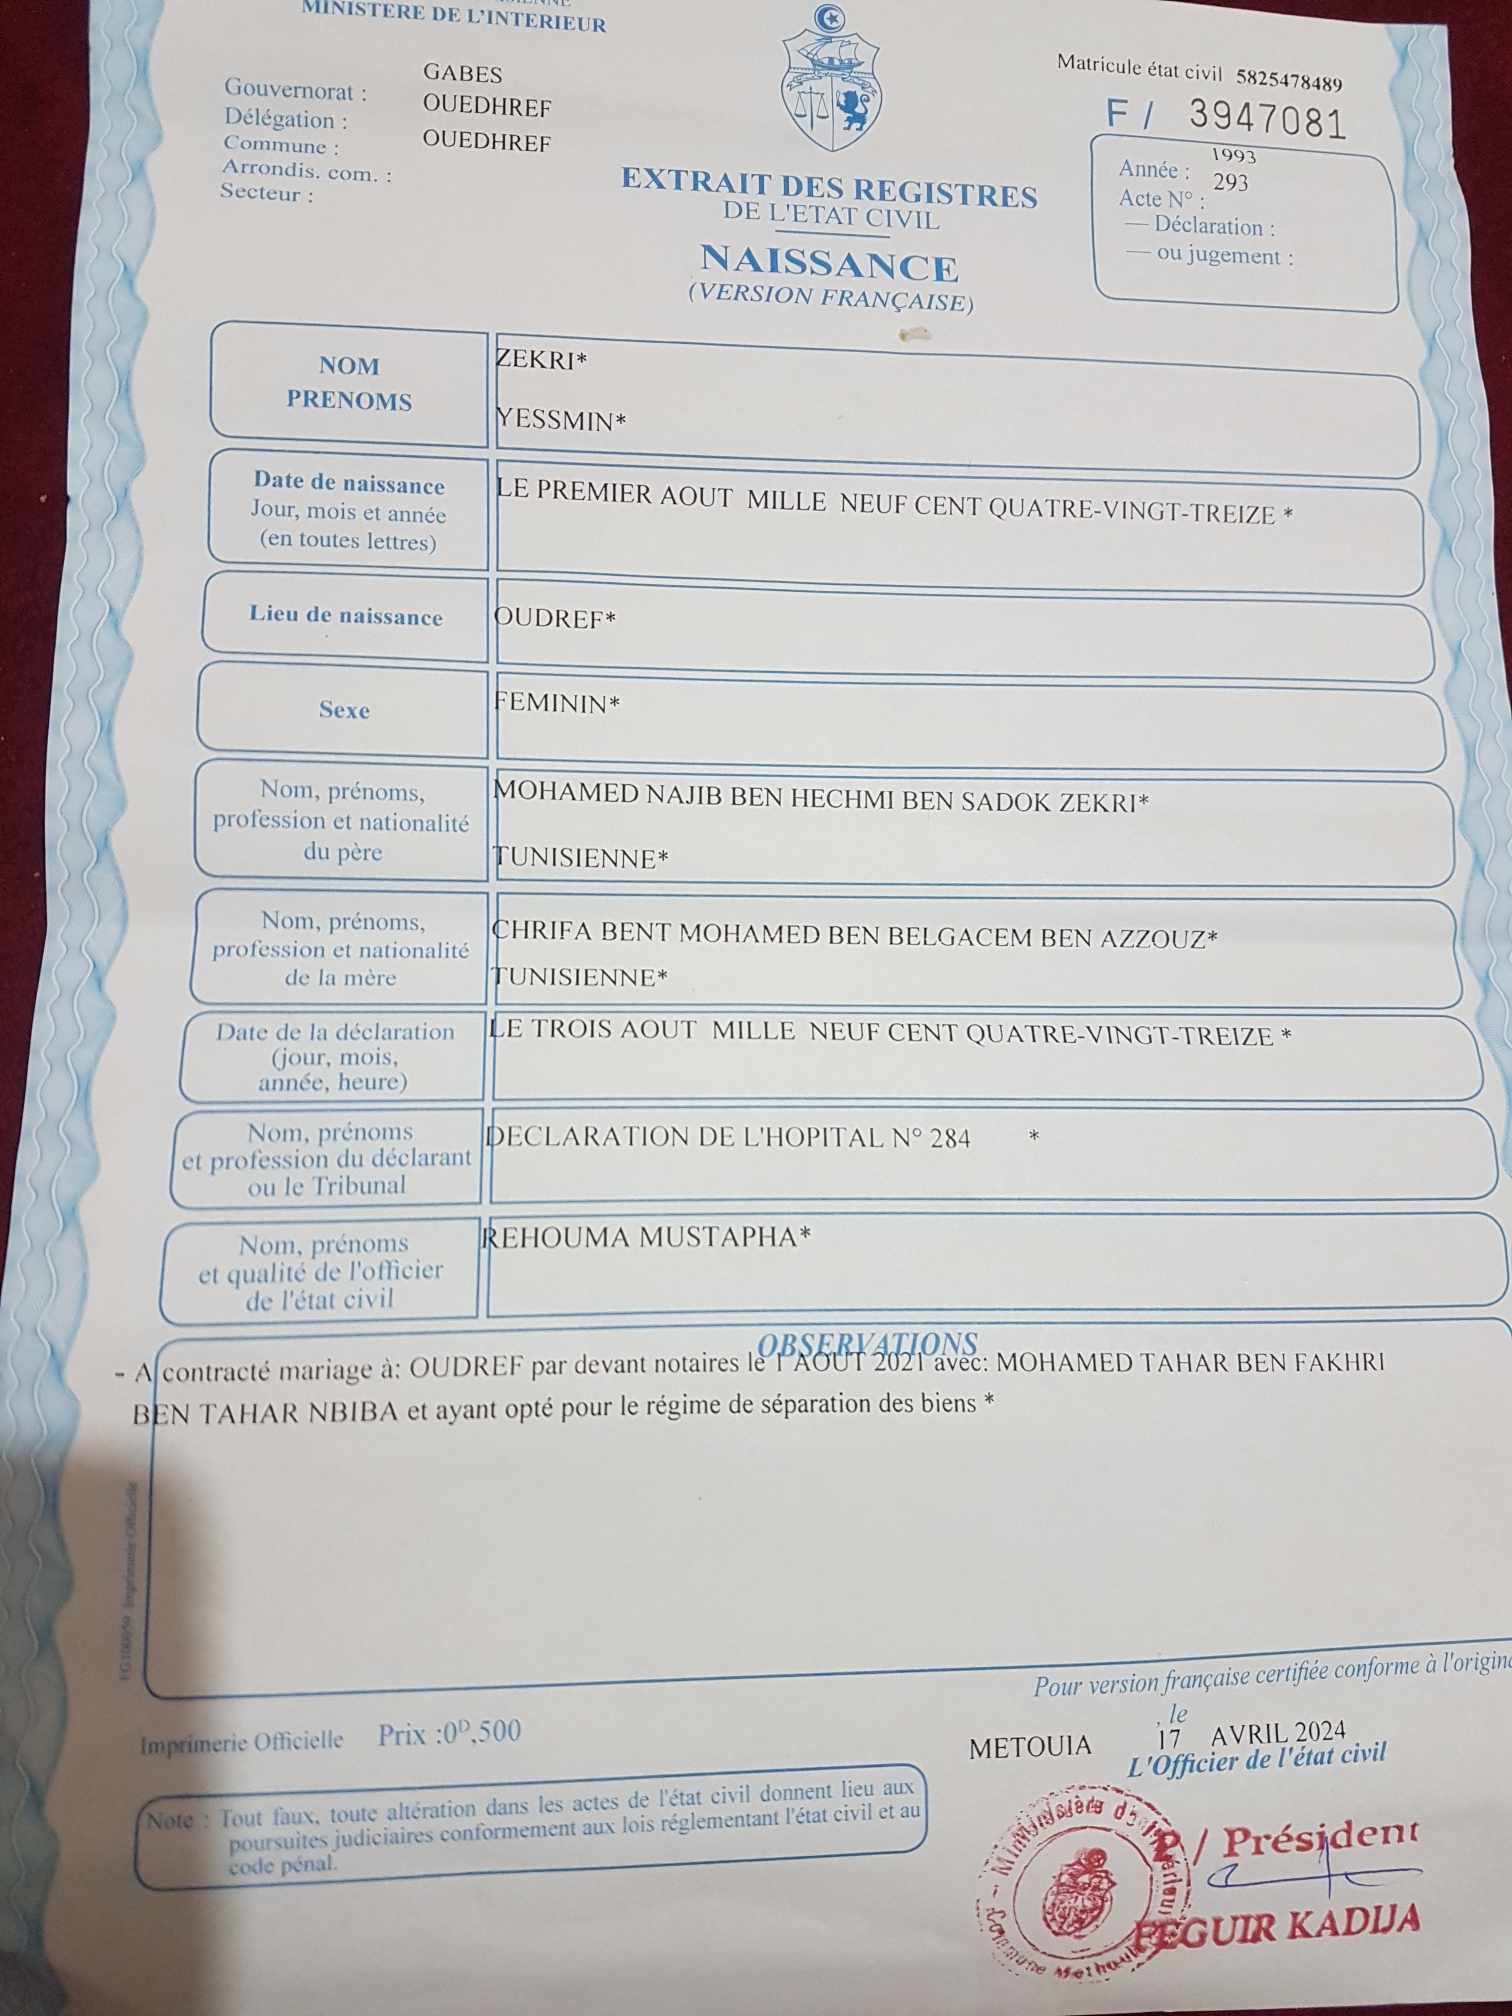 MINISTERE DE L'INTERIEUR
Gouvernorat : GABES
Délégation : OUEDHREF
Commune : OUEDHREF
Arrondis. com. :
Secteur :
Matricule état civil 5825478489
F / 3947081
Année : 1993
Acte N° : 293
— Déclaration :
— ou jugement :
EXTRAIT DES REGISTRES
DE L'ETAT CIVIL
NAISSANCE
(VERSION FRANÇAISE)
NOM
PRENOMS
ZEKRI*
YESSMIN*
Date de naissance
Jour, mois et année
(en toutes lettres)
LE PREMIER AOUT MILLE NEUF CENT QUATRE-VINGT-TREIZE *
Lieu de naissance
OUDREF*
Sexe
FEMININ*
Nom, prénoms,
profession et nationalité
du père
MOHAMED NAJIB BEN HECHMI BEN SADOK ZEKRI*
TUNISIENNE*
Nom, prénoms,
profession et nationalité
de la mère
CHRIFA BENT MOHAMED BEN BELGACEM BEN AZZOUZ*
TUNISIENNE*
Date de la déclaration
(jour, mois,
année, heure)
LE TROIS AOUT MILLE NEUF CENT QUATRE-VINGT-TREIZE *
Nom, prénoms
et profession du déclarant
ou le Tribunal
DECLARATION DE L'HOPITAL N° 284 *
Nom, prénoms
et qualité de l'officier
de l'état civil
REHOUMA MUSTAPHA*
OBSERVATIONS
- A contracté mariage à: OUDREF par devant notaires le 1 AOUT 2021 avec: MOHAMED TAHAR BEN FAKHRI
BEN TAHAR NBIBA et ayant opté pour le régime de séparation des biens *
Imprimerie Officielle
Pour version française certifiée conforme à l'origin
METOUIA , le 17 AVRIL 2024
L'Officier de l'état civil
Imprimerie Officielle Prix :0ᴰ,500
Note : Tout faux, toute altération dans les actes de l'état civil donnent lieu aux
poursuites judiciaires conformement aux lois réglementant l'état civil et au
code pénal.
P / Président
FEGUIR KADIJA
Commune